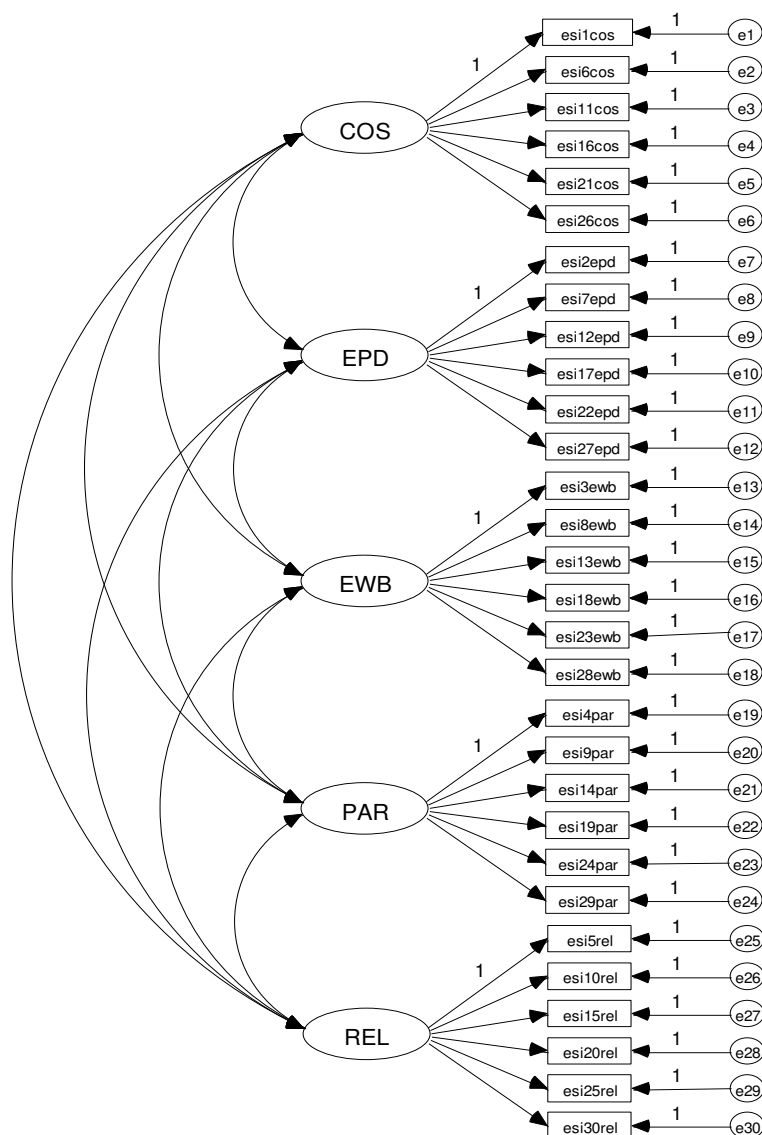 esi1cos 1 e1
1
esi6cos 1 e2
esi11cos 1 e3
COS
esi16cos 1 e4
esi21cos 1 e5
esi26cos 1 e6
esi2epd 1 e7
1
esi7epd 1 e8
esi12epd 1 e9
EPD
esi17epd 1 e10
esi22epd 1 e11
esi27epd 1 e12
esi3ewb 1 e13
1
esi8ewb 1 e14
esi13ewb 1 e15
EWB
esi18ewb 1 e16
esi23ewb 1 e17
esi28ewb 1 e18
esi4par 1 e19
1
esi9par 1 e20
esi14par 1 e21
PAR
esi19par 1 e22
esi24par 1 e23
esi29par 1 e24
esi5rel 1 e25
1
esi10rel 1 e26
esi15rel 1 e27
REL
esi20rel 1 e28
esi25rel 1 e29
esi30rel 1 e30